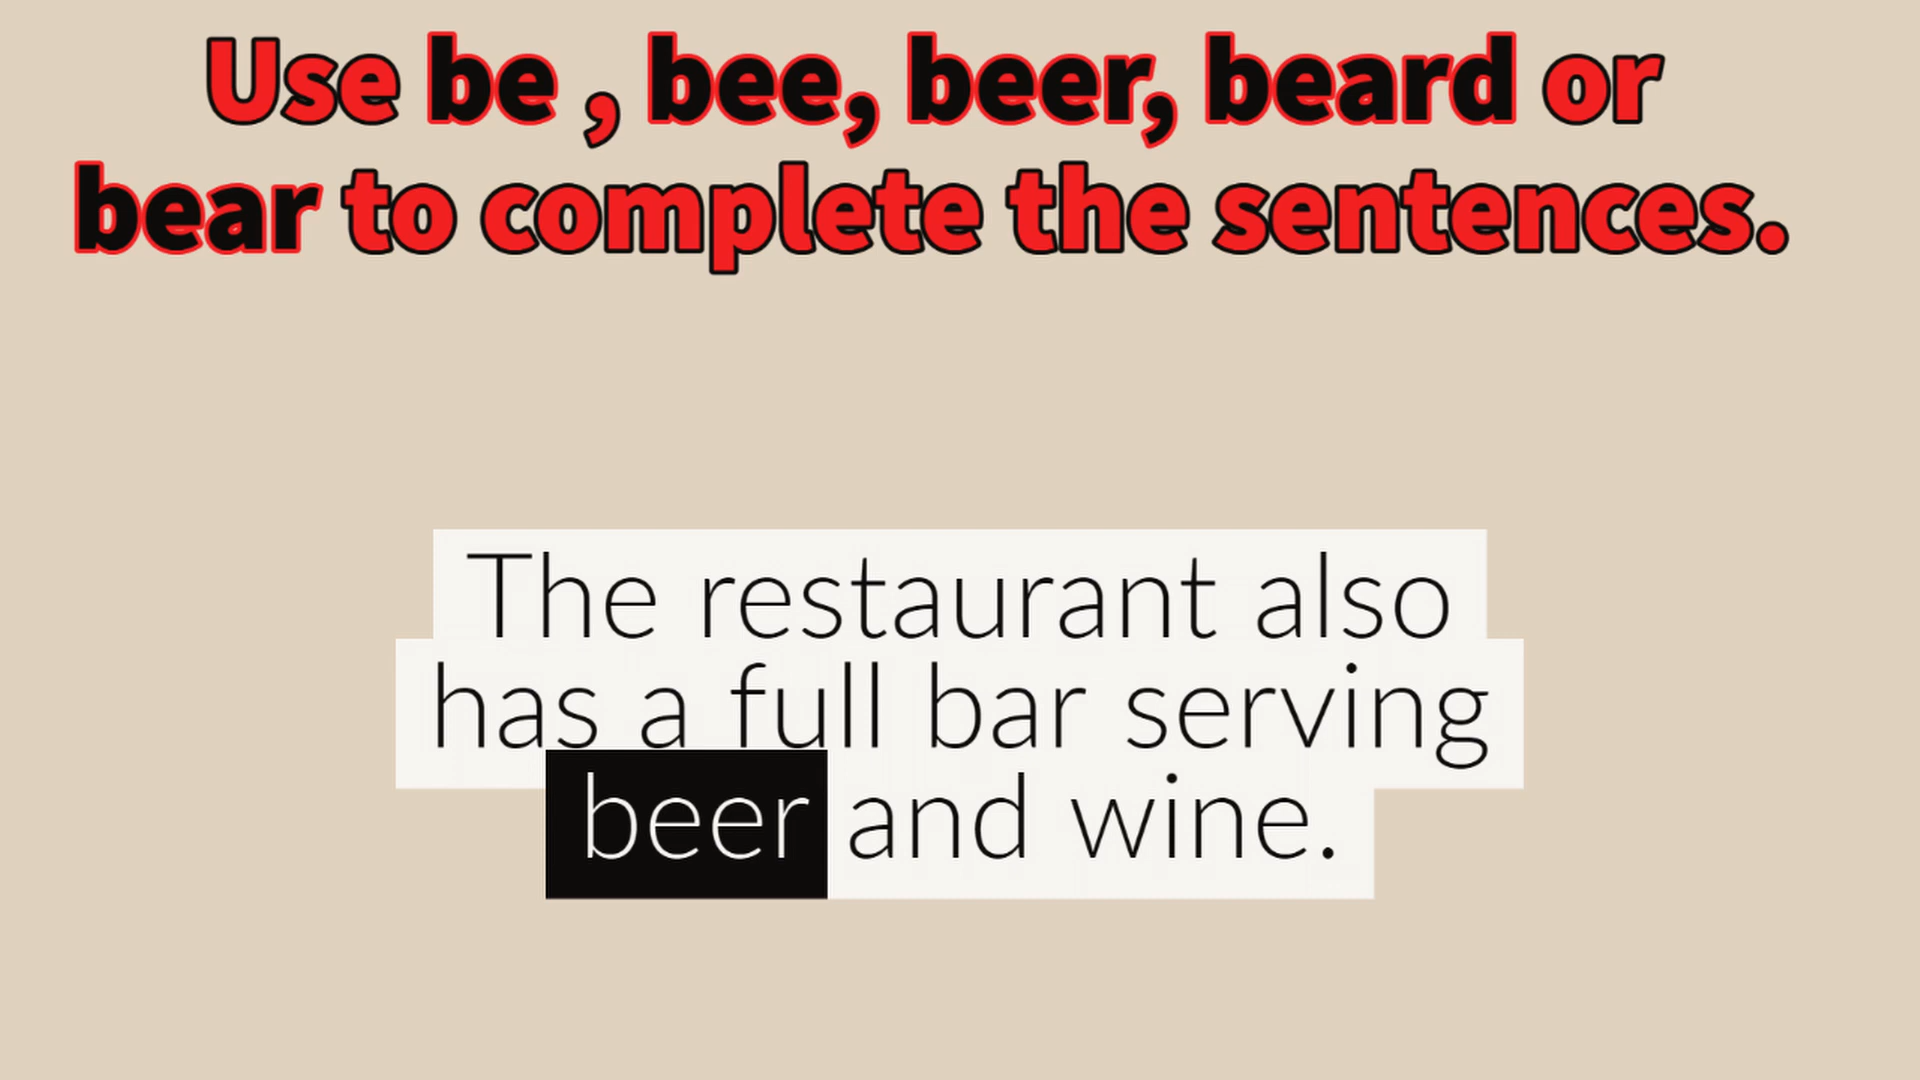 Use be , bee, beer, beard or
bear to complete the sentences.
The restaurant also
has a full bar serving
beer and wine.